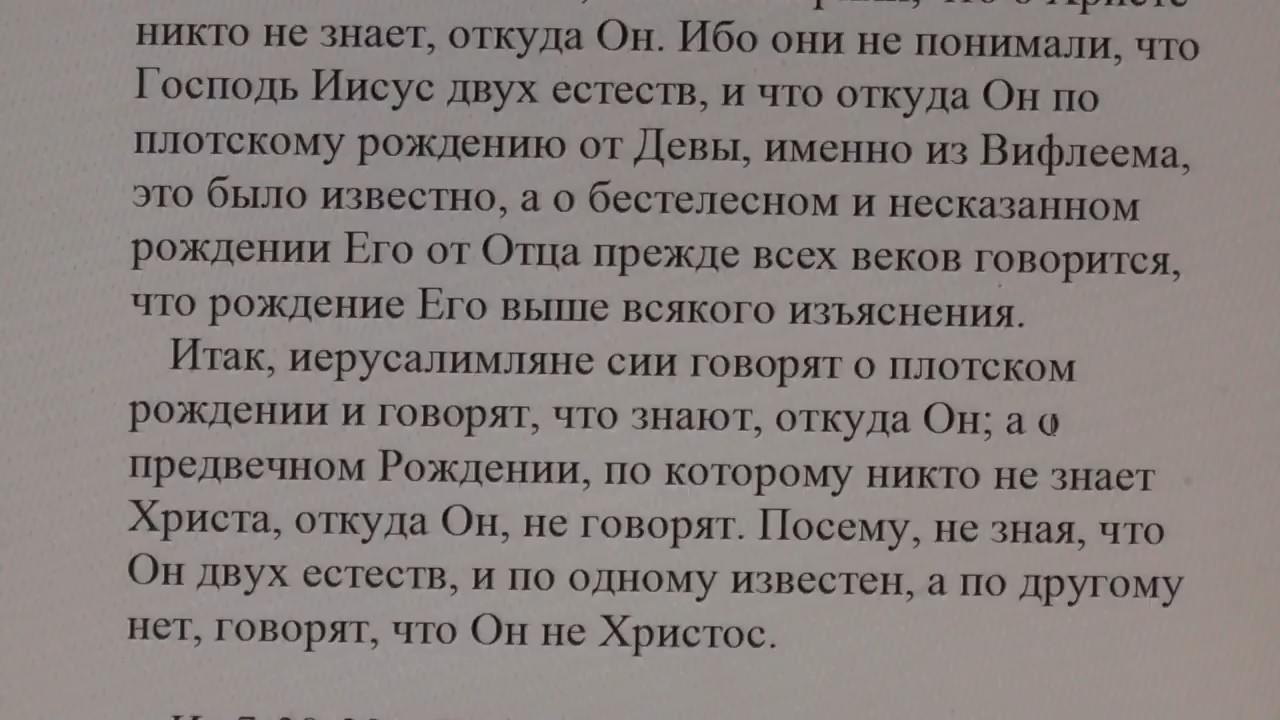 никто не знает, откуда Он. Ибо они не понимали, что
Господь Иисус двух естеств, и что откуда Он по
плотскому рождению от Девы, именно из Вифлеема,
это было известно, а о бестелесном и несказанном
рождении Его от Отца прежде всех веков говорится,
что рождение Его выше всякого изъяснения.
Итак, иерусалимляне сии говорят о плотском
рождении и говорят, что знают, откуда Он; а о
предвечном Рождении, по которому никто не знает
Христа, откуда Он, не говорят. Посему, не зная, что
Он двух естеств, и по одному известен, а по другому
нет, говорят, что Он не Христос.